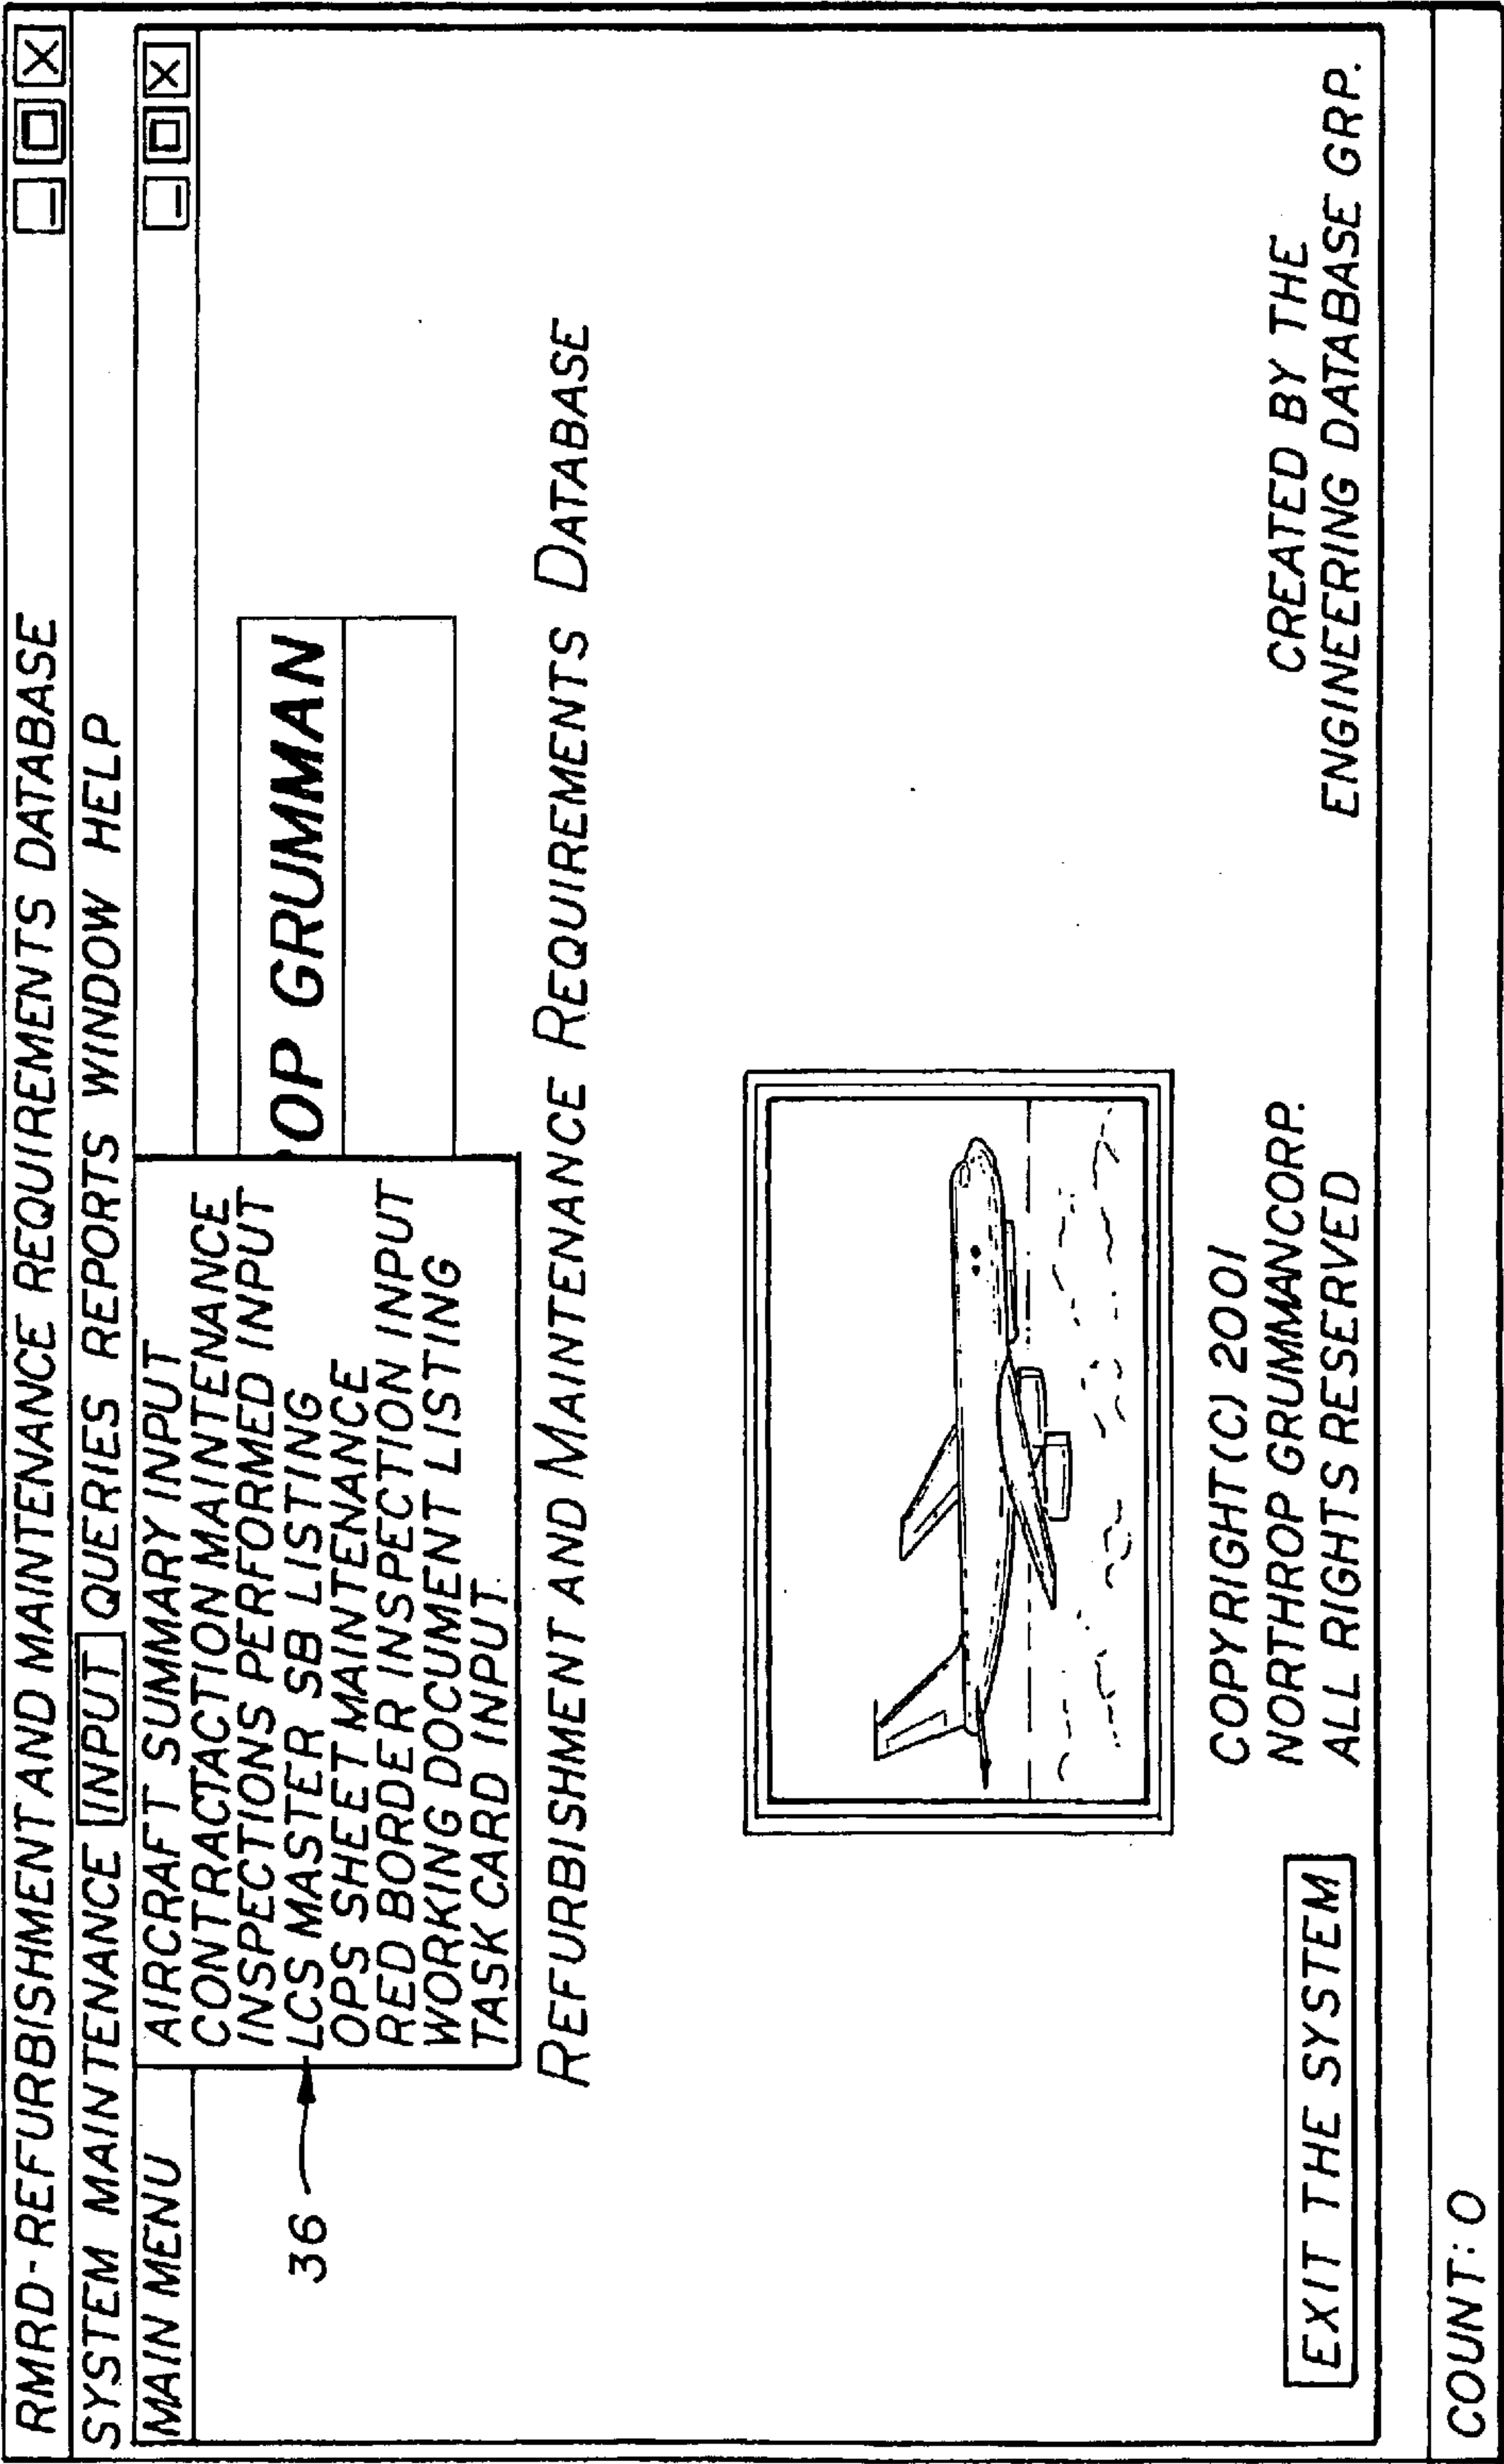 RMRD-REFURBISHMENT AND MAINTENANCE REQUIREMENTS DATABASE
SYSTEM MAINTENANCE INPUT QUERIES REPORTS WINDOW HELP
MAIN MENU
AIRCRAFT SUMMARY INPUT
CONTRACTACTION MAINTENANCE
INSPECTIONS PERFORMED INPUT
LCS MASTER SB LISTING
OPS SHEET MAINTENANCE
RED BORDER INSPECTION INPUT
WORKING DOCUMENT LISTING
TASK CARD INPUT
36
OP GRUMMAN
REFURBISHMENT AND MAINTENANCE REQUIREMENTS DATABASE
COPYRIGHT(C) 2001
NORTHROP GRUMMANCORP.
ALL RIGHTS RESERVED
CREATED BY THE
ENGINEERING DATABASE GRP.
EXIT THE SYSTEM
COUNT: 0